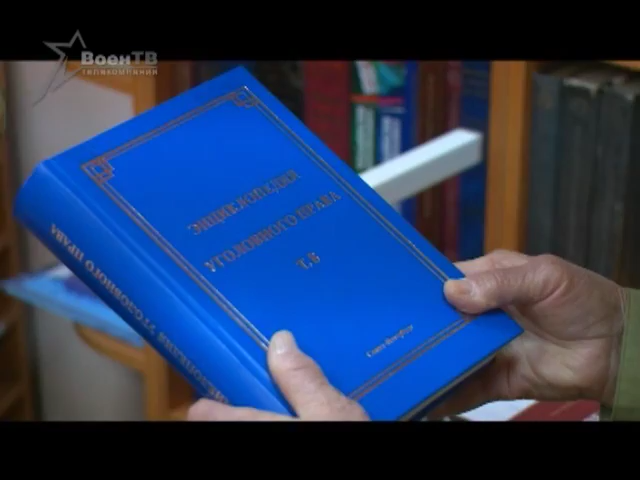 ВоенТВ
телекомпания
ЭНЦИКЛОПЕДИЯ
УГОЛОВНОГО ПРАВА
Т. 6
Санкт-Петербург
ЭНЦИКЛОПЕДИЯ УГОЛОВНОГО ПРАВА